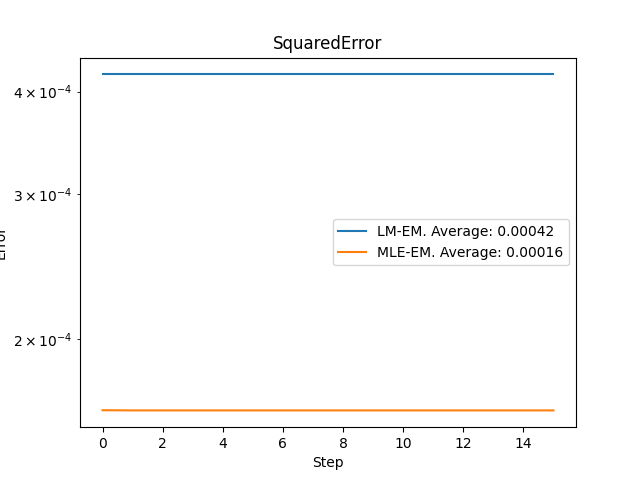 SquaredError
4 × 10⁻⁴
3 × 10⁻⁴
2 × 10⁻⁴
Error
LM-EM. Average: 0.00042
MLE-EM. Average: 0.00016
0 2 4 6 8 10 12 14
Step